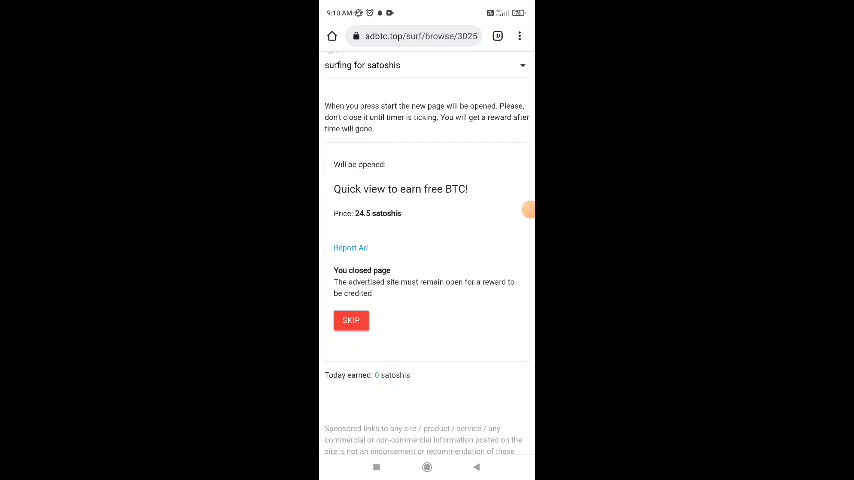 9:10 AM
adbtc.top/surf/browse/3025
surfing for satoshis
When you press start the new page will be opened. Please,
don't close it until timer is ticking. You will get a reward after
time will gone.
Will be opened:
Quick view to earn free BTC!
Price: 24.5 satoshis
Report Ad
You closed page
The advertised site must remain open for a reward to
be credited
SKIP
Today earned: 0 satoshis
Sponsored links to any site / product / service / any
commercial or non-commercial information posted on the
site is not an endorsement or recommendation of these